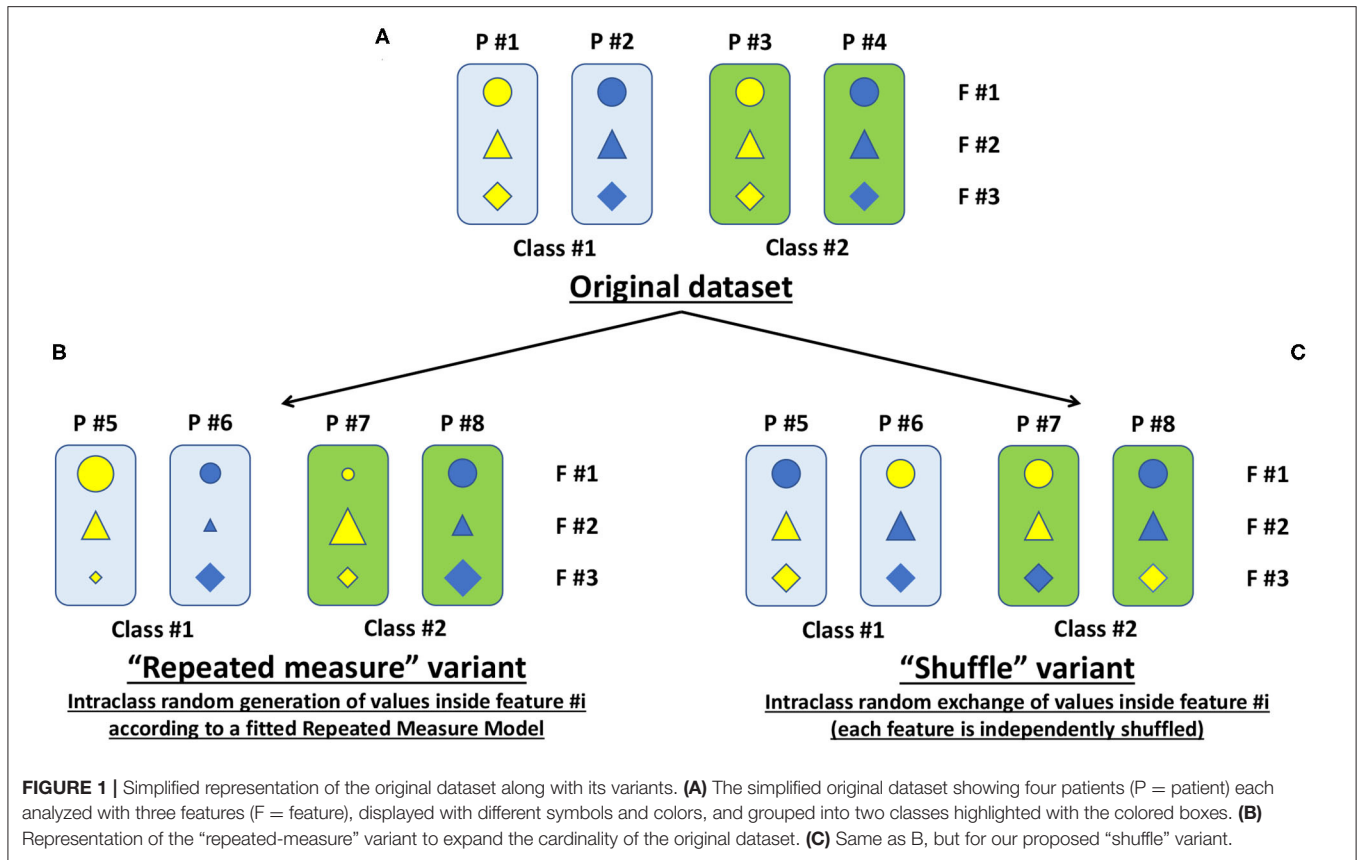 A
P #1 P #2 P #3 P #4
F #1
F #2
F #3
Class #1 Class #2
Original dataset
B
P #5 P #6 P #7 P #8
F #1
F #2
F #3
Class #1 Class #2
“Repeated measure” variant
Intraclass random generation of values inside feature #i
according to a fitted Repeated Measure Model
C
P #5 P #6 P #7 P #8
F #1
F #2
F #3
Class #1 Class #2
“Shuffle” variant
Intraclass random exchange of values inside feature #i
(each feature is independently shuffled)
FIGURE 1 | Simplified representation of the original dataset along with its variants. (A) The simplified original dataset showing four patients (P = patient) each
analyzed with three features (F = feature), displayed with different symbols and colors, and grouped into two classes highlighted with the colored boxes. (B)
Representation of the “repeated-measure” variant to expand the cardinality of the original dataset. (C) Same as B, but for our proposed “shuffle” variant.